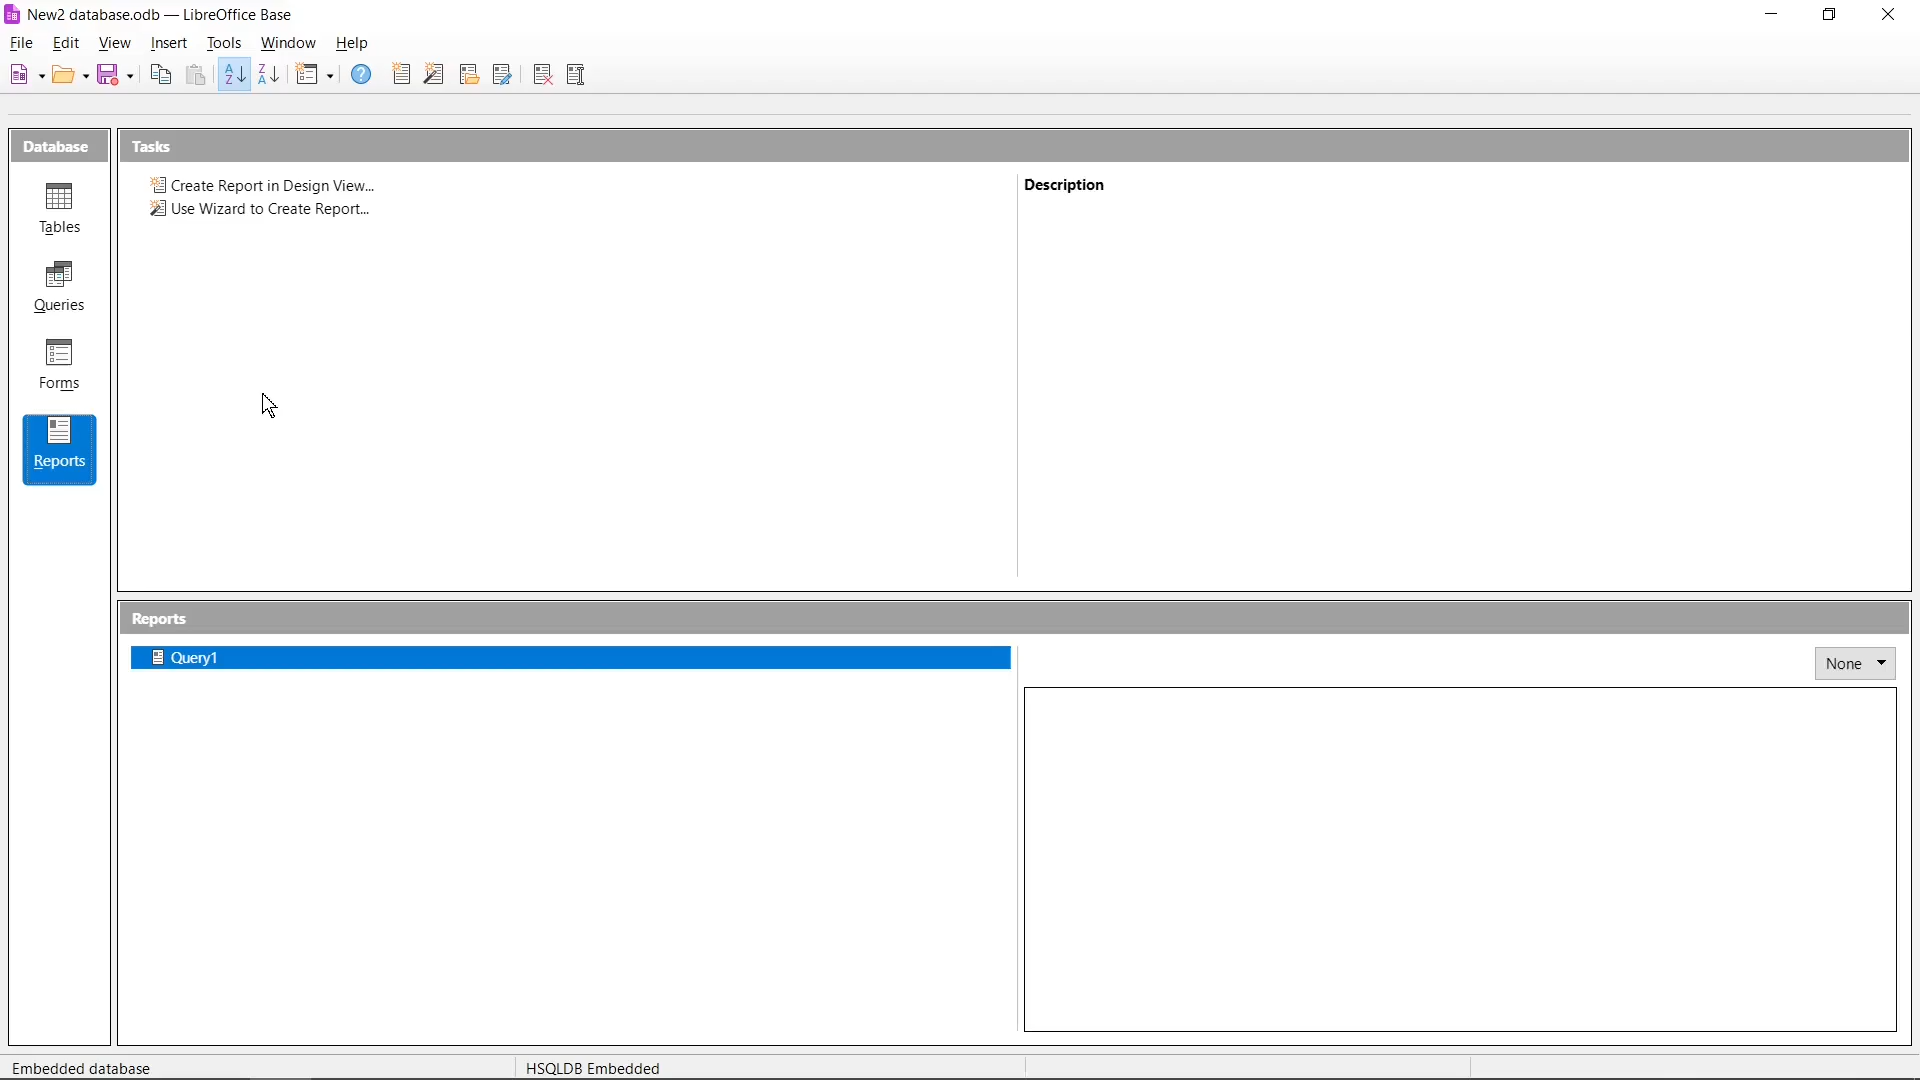 New2 database.odb — LibreOffice Base
File Edit View Insert Tools Window Help
Database
Tasks
Tables
Queries
Forms
Reports
Create Report in Design View...
Use Wizard to Create Report...
Description
Reports
Query1
None
Embedded database
HSQLDB Embedded